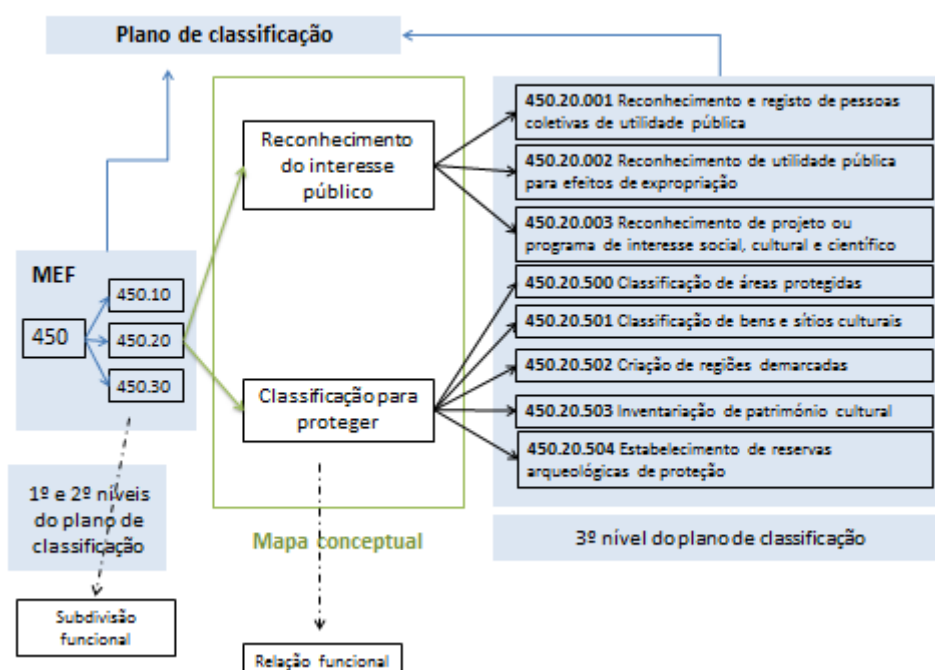 Plano de classificação
MEF
450
450.10
450.20
450.30
1º e 2º níveis
do plano de
classificação
Subdivisão
funcional
Reconhecimento
do interesse
público
Classificação para
proteger
Mapa conceptual
Relação funcional
450.20.001 Reconhecimento e registo de pessoas
coletivas de utilidade pública
450.20.002 Reconhecimento de utilidade pública
para efeitos de expropriação
450.20.003 Reconhecimento de projeto ou
programa de interesse social, cultural e científico
450.20.500 Classificação de áreas protegidas
450.20.501 Classificação de bens e sítios culturais
450.20.502 Criação de regiões demarcadas
450.20.503 Inventariação de património cultural
450.20.504 Estabelecimento de reservas
arqueológicas de proteção
3º nível do plano de classificação